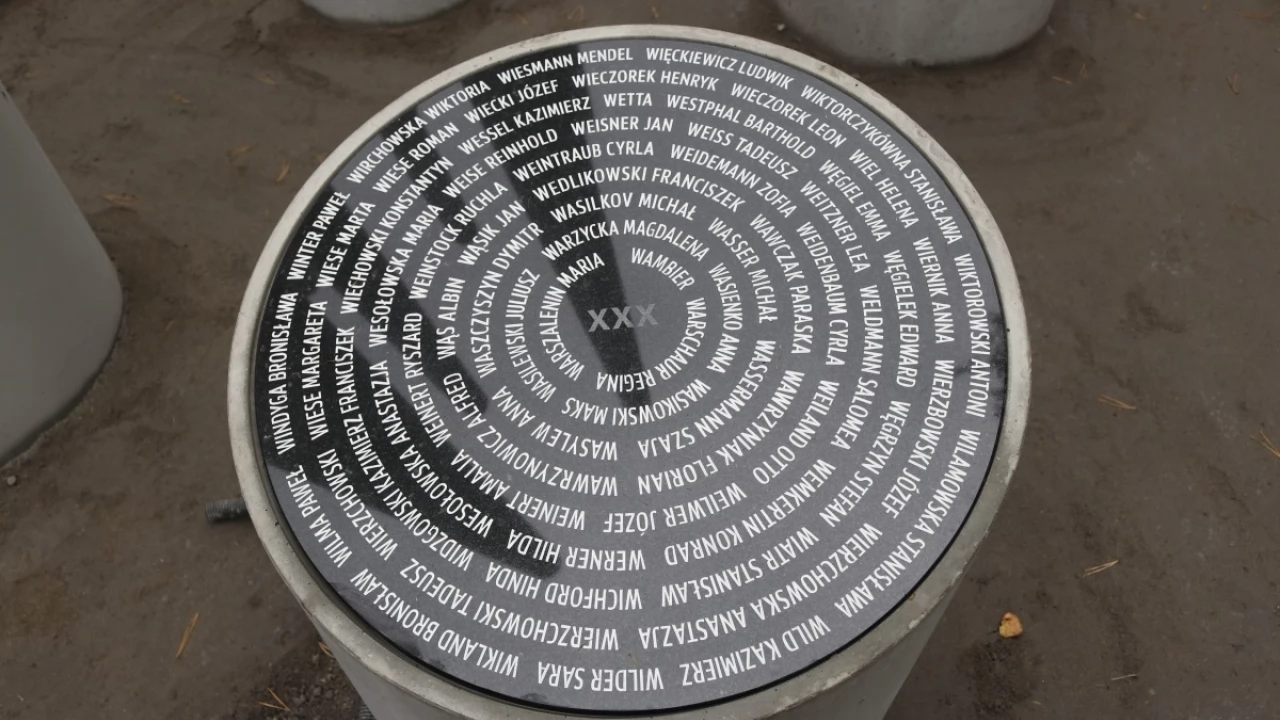 XXX
WAMBIER
WARSCHAUR REGINA
WARSZALENIN MARIA
WARZYCKA MAGDALENA
WASIENKO ANNA
WASIKOWSKI MAKS
WASILEWSKI JULIUSZ
WASILKOV MICHAŁ
WASSER MICHAŁ
WASSERMANN SZAJA
WASYLEW ANNA
WASZCZYSZYN DYMITR
WAWCZAK PARASKA
WAWRZYNIAK FLORIAN
WAWRZYNOWICZ ALFRED
WĄS ALBIN
WĄSIK JAN
WEDLIKOWSKI FRANCISZEK
WEIDEMANN ZOFIA
WEIDENBAUM CYRLA
WEILAND OTTO
WEILWER JÓZEF
WEINERT AMALIA
WEINERT RYSZARD
WEINSTOCK RUCHLA
WEINTRAUB CYRLA
WEISE REINHOLD
WEISNER JAN
WEISS TADEUSZ
WEITZNER LEA
WELDMANN SALOMEA
WEMKERTIN KONRAD
WERNER HILDA
WESOŁOWSKA ANASTAZJA
WESOŁOWSKA MARIA
WESSEL KAZIMIERZ
WETTA
WESTPHAL BARTHOLD
WĘGIEL EMMA
WĘGIELEK EDWARD
WĘGRZYN STEFAN
WIATR STANISŁAW
WICHFORD HINDA
WIDZGOWSKI KAZIMIERZ
WIECHOWSKI KONSTANTYN
WIECKI JÓZEF
WIECZOREK HENRYK
WIECZOREK LEON
WIEL HELENA
WIERNIK ANNA
WIERZBOWSKI JÓZEF
WIERZCHOWSKA ANASTAZJA
WIERZCHOWSKI TADEUSZ
WIERZCHOWSKI FRANCISZEK
WIESE MARGARETA
WIESE MARTA
WIESE ROMAN
WIESMANN MENDEL
WIĘCKIEWICZ LUDWIK
WIKTORCZYKÓWNA STANISŁAWA
WIKTOROWSKI ANTONI
WILAMOWSKA STANISŁAWA
WILD KAZIMIERZ
WILDER SARA
WIKLAND BRONISŁAW
WILMA PAWEŁ
WINDYGA BRONISŁAWA
WINTER PAWEŁ
WIRCHOWSKA WIKTORIA